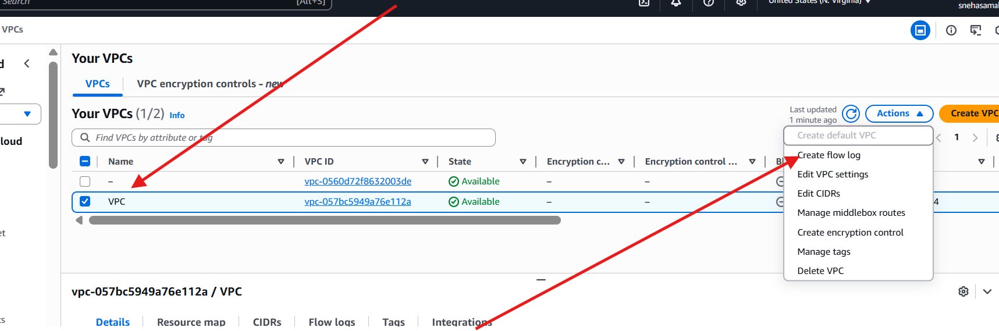 Search [Alt+S] United States (N. Virginia) ▼
snehasamal
VPCs
Your VPCs
VPCs VPC encryption controls - new
Your VPCs (1/2) Info
Last updated
1 minute ago
Actions
Create VPC
Find VPCs by attribute or tag
1
loud
Name VPC ID State Encryption c... Encryption control ...
– vpc-0560d72f8632003de Available – –
VPC vpc-057bc5949a76e112a Available – – 4
Create default VPC
Create flow log
Edit VPC settings
Edit CIDRs
Manage middlebox routes
Create encryption control
Manage tags
Delete VPC
vpc-057bc5949a76e112a / VPC
Details Resource map CIDRs Flow logs Tags Integrations